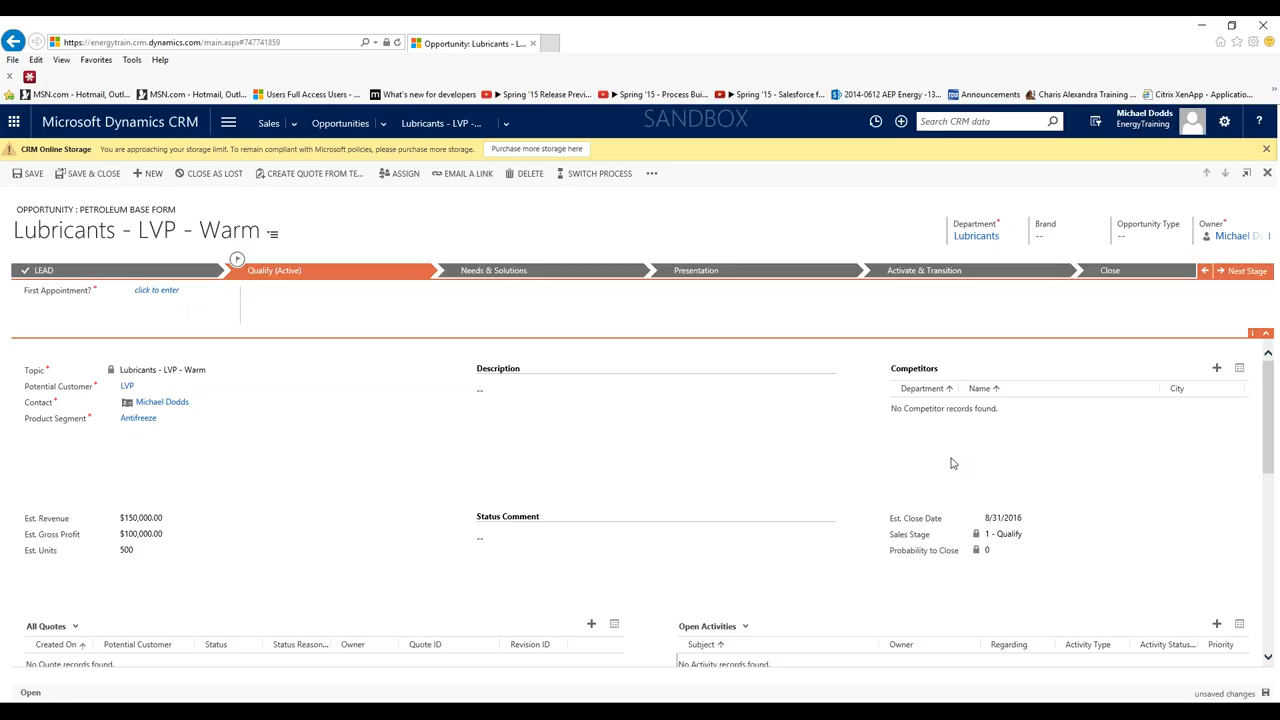 https://energytrain.crm.dynamics.com/main.aspx#747741859
Opportunity: Lubricants - L...
File Edit View Favorites Tools Help
MSN.com - Hotmail, Outl... MSN.com - Hotmail, Outl... Users Full Access Users - ... What's new for developers Spring '15 Release Previ... Spring '15 - Process Bui... Spring '15 - Salesforce f... 2014-0612 AEP Energy -13... Announcements Charis Alexandra Training ... Citrix XenApp - Applicatio...
Microsoft Dynamics CRM Sales Opportunities Lubricants - LVP -... SANDBOX Search CRM data Michael Dodds
EnergyTraining ?
CRM Online Storage You are approaching your storage limit. To remain compliant with Microsoft policies, please purchase more storage. Purchase more storage here
SAVE SAVE & CLOSE + NEW CLOSE AS LOST CREATE QUOTE FROM TE... ASSIGN EMAIL A LINK DELETE SWITCH PROCESS ...
OPPORTUNITY : PETROLEUM BASE FORM
Lubricants - LVP - Warm
Department* Brand Opportunity Type Owner*
Lubricants -- -- Michael Do
LEAD Qualify (Active) Needs & Solutions Presentation Activate & Transition Close Next Stage
First Appointment?* click to enter
Topic* Lubricants - LVP - Warm
Potential Customer* LVP
Contact* Michael Dodds
Product Segment* Antifreeze
Description
--
Competitors
Department Name City
No Competitor records found.
Est. Revenue $150,000.00
Est. Gross Profit $100,000.00
Est. Units 500
Status Comment
--
Est. Close Date 8/31/2016
Sales Stage 1 - Qualify
Probability to Close 0
All Quotes
Created On Potential Customer Status Status Reason... Owner Quote ID Revision ID
No Quote records found.
Open Activities
Subject Owner Regarding Activity Type Activity Status... Priority
No Activity records found.
Open unsaved changes